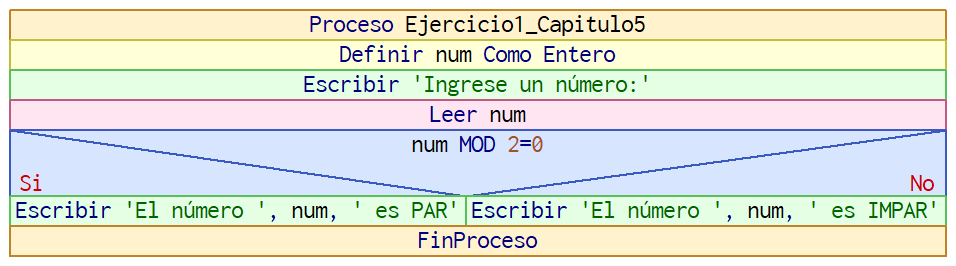 Proceso Ejercicio1_Capitulo5
Definir num Como Entero
Escribir 'Ingrese un número:'
Leer num
num MOD 2=0
Si
No
Escribir 'El número ', num, ' es PAR'
Escribir 'El número ', num, ' es IMPAR'
FinProceso